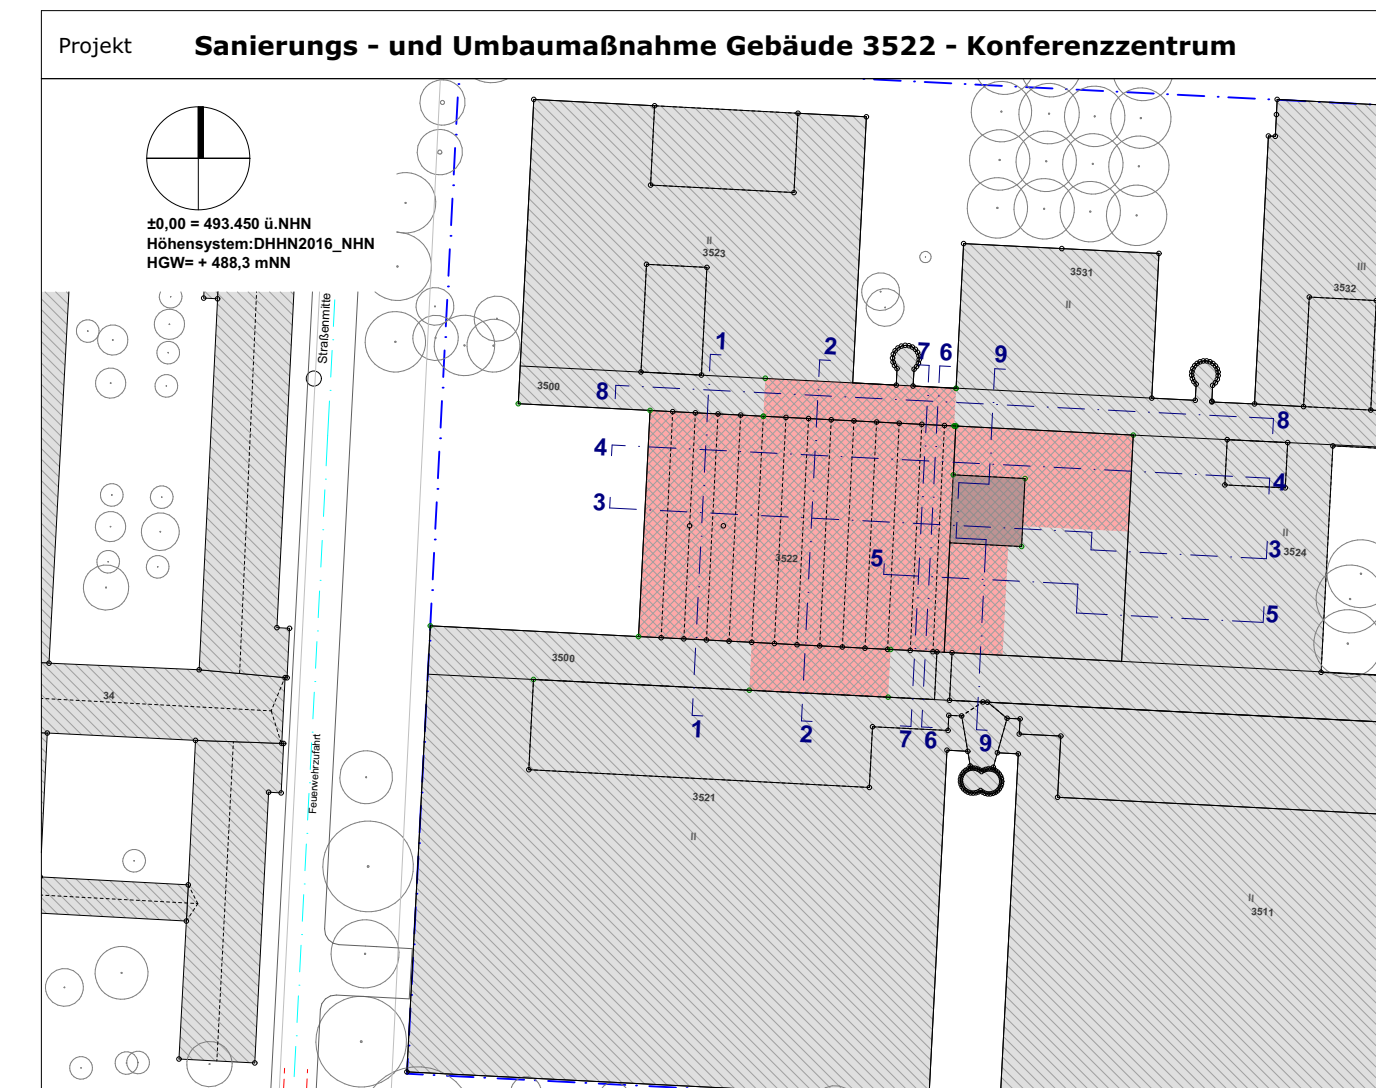 Projekt Sanierungs - und Umbaumaßnahme Gebäude 3522 - Konferenzzentrum
±0,00 = 493.450 ü.NHN
Höhensystem:DHHN2016_NHN
HGW= + 488,3 mNN
Straßenmitte
Feuerwehrzufahrt
II
3523
3531
II
III
3532
1
2
7
6
9
3500
8
8
4
4
3
3
3522
5
5
II
3524
3500
34
1
2
7
6
9
3521
II
II
3511